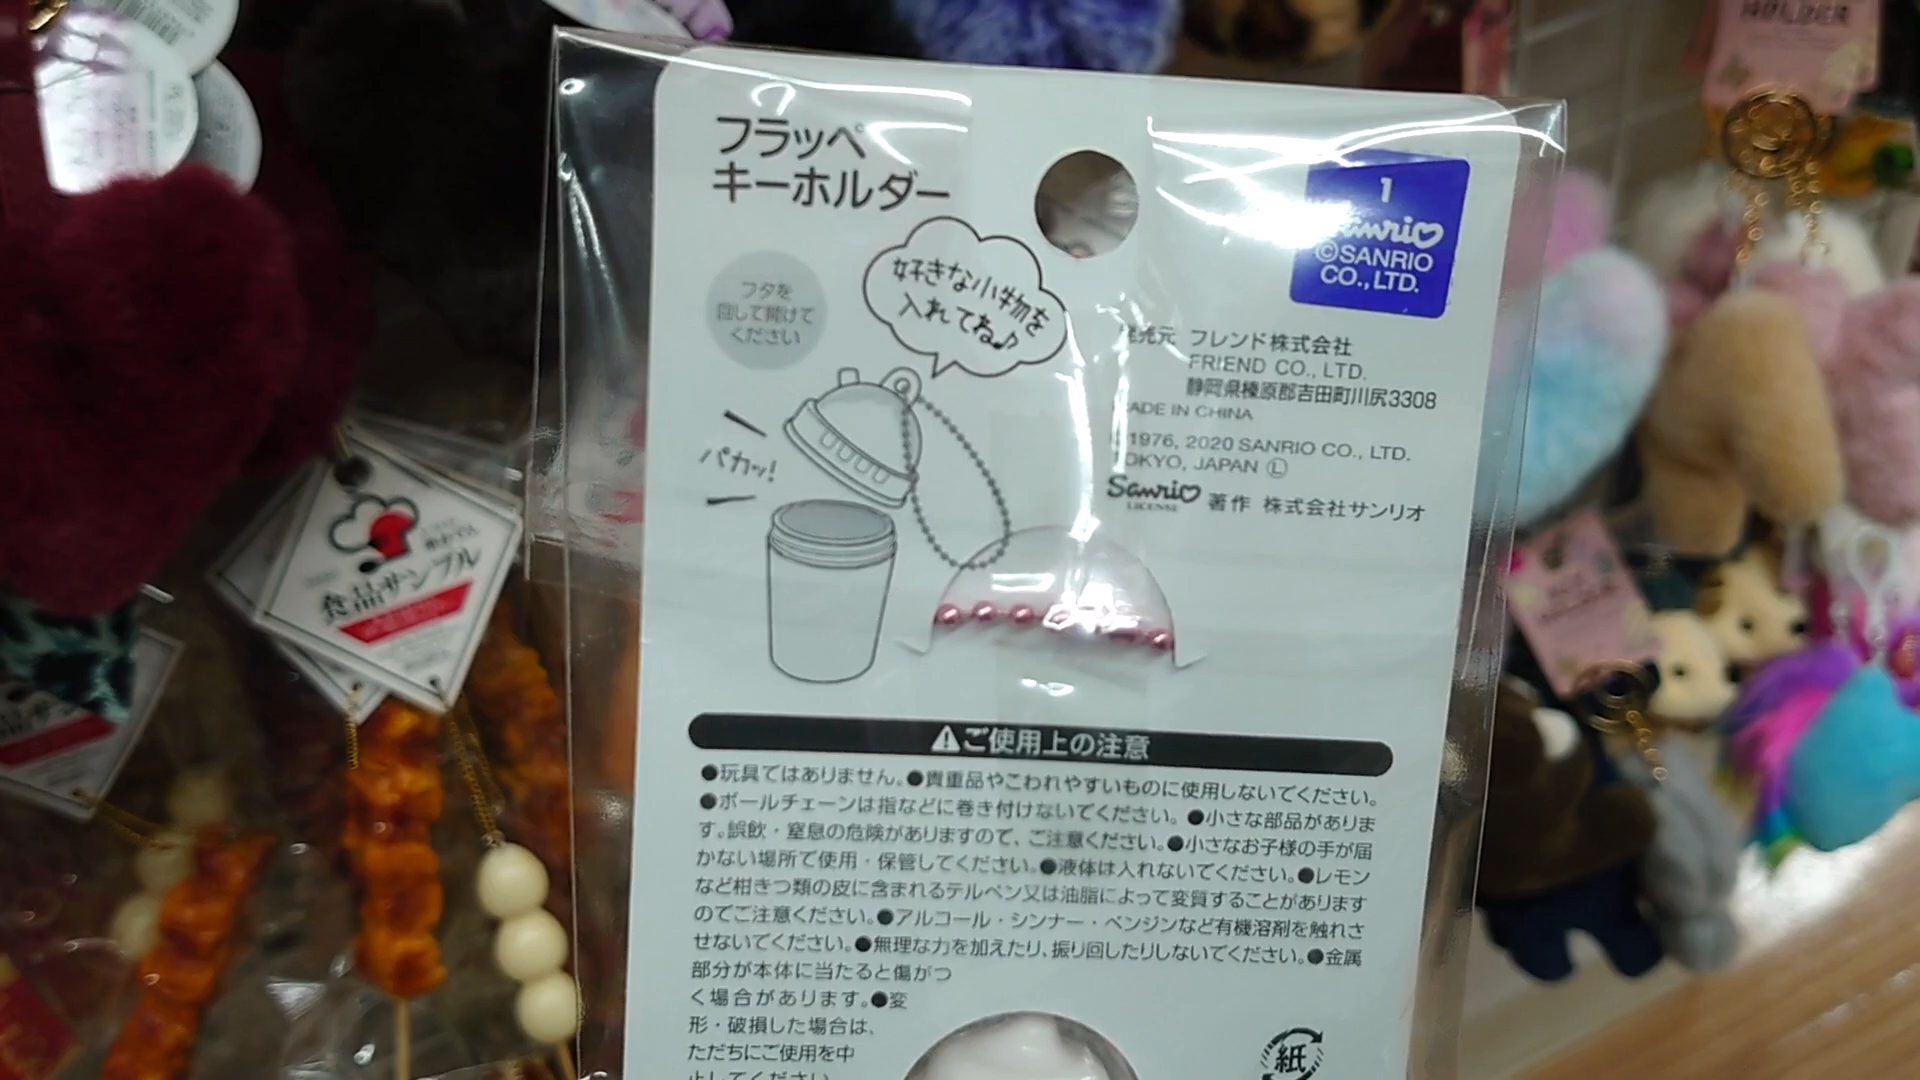 フラッペ
キーホルダー
フタを
回して開けて
ください
好きな小物を
入れてね♪
パカッ!
1
Sanrio
©SANRIO
CO., LTD.
発売元 フレンド株式会社
FRIEND CO., LTD.
静岡県榛原郡吉田町川尻3308
MADE IN CHINA
©1976, 2020 SANRIO CO., LTD.
TOKYO, JAPAN Ⓛ
Sanrio LICENSE 著作 株式会社サンリオ
⚠ご使用上の注意
●玩具ではありません。●貴重品やこわれやすいものに使用しないでください。
●ボールチェーンは指などに巻き付けないでください。●小さな部品がありま
す。誤飲・窒息の危険がありますので、ご注意ください。●小さなお子様の手が届
かない場所で使用・保管してください。●液体は入れないでください。●レモン
など柑きつ類の皮に含まれるテルペン又は油脂によって変質することがあります
のでご注意ください。●アルコール・シンナー・ベンジンなど有機溶剤を触れさ
せないでください。●無理な力を加えたり、振り回したりしないでください。●金属
部分が本体に当たると傷がつ
く場合があります。●変
形・破損した場合は、
ただちにご使用を中
止してください。
紙
食品サンプル
HOLDER